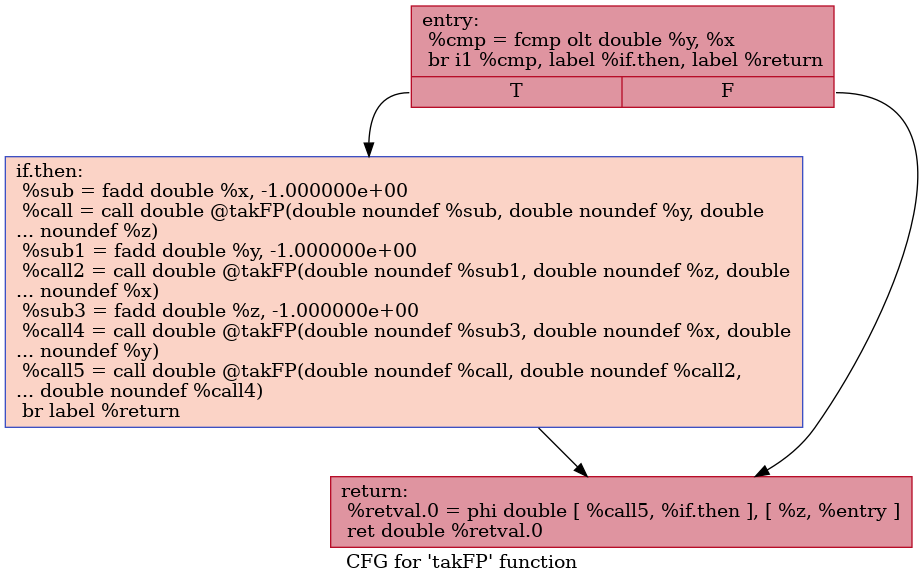 entry:
%cmp = fcmp olt double %y, %x
br i1 %cmp, label %if.then, label %return
T
F
if.then:
%sub = fadd double %x, -1.000000e+00
%call = call double @takFP(double noundef %sub, double noundef %y, double
... noundef %z)
%sub1 = fadd double %y, -1.000000e+00
%call2 = call double @takFP(double noundef %sub1, double noundef %z, double
... noundef %x)
%sub3 = fadd double %z, -1.000000e+00
%call4 = call double @takFP(double noundef %sub3, double noundef %x, double
... noundef %y)
%call5 = call double @takFP(double noundef %call, double noundef %call2,
... double noundef %call4)
br label %return
return:
%retval.0 = phi double [ %call5, %if.then ], [ %z, %entry ]
ret double %retval.0
CFG for 'takFP' function